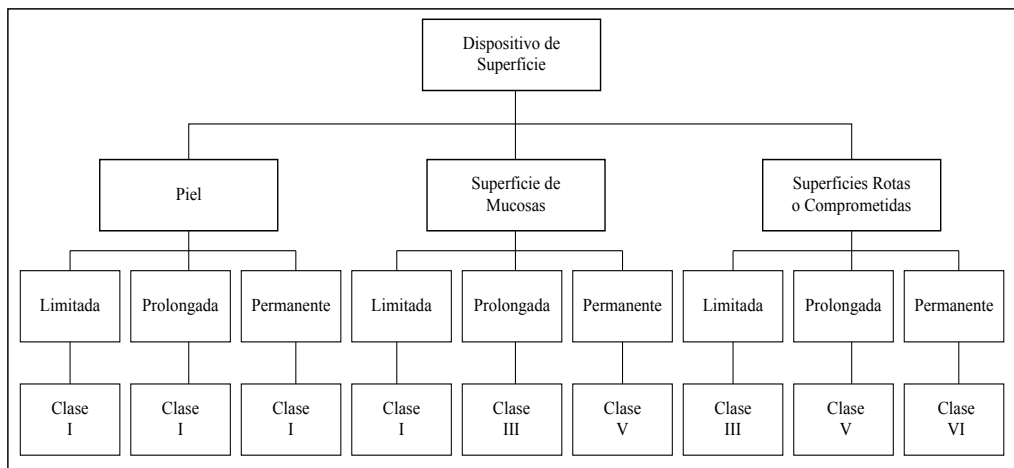 Dispositivo de
Superficie
Piel
Superficie de
Mucosas
Superficies Rotas
o Comprometidas
Limitada
Prolongada
Permanente
Limitada
Prolongada
Permanente
Limitada
Prolongada
Permanente
Clase
I
Clase
I
Clase
I
Clase
I
Clase
III
Clase
V
Clase
III
Clase
V
Clase
VI